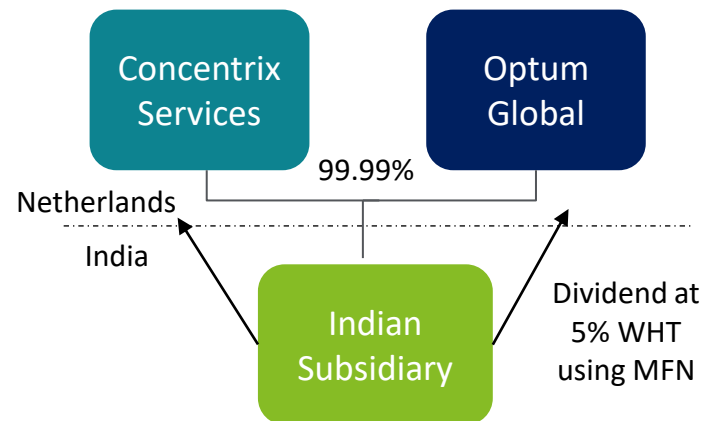 Concentrix
Services
Optum
Global
99.99%
Netherlands
India
Indian
Subsidiary
Dividend at
5% WHT
using MFN